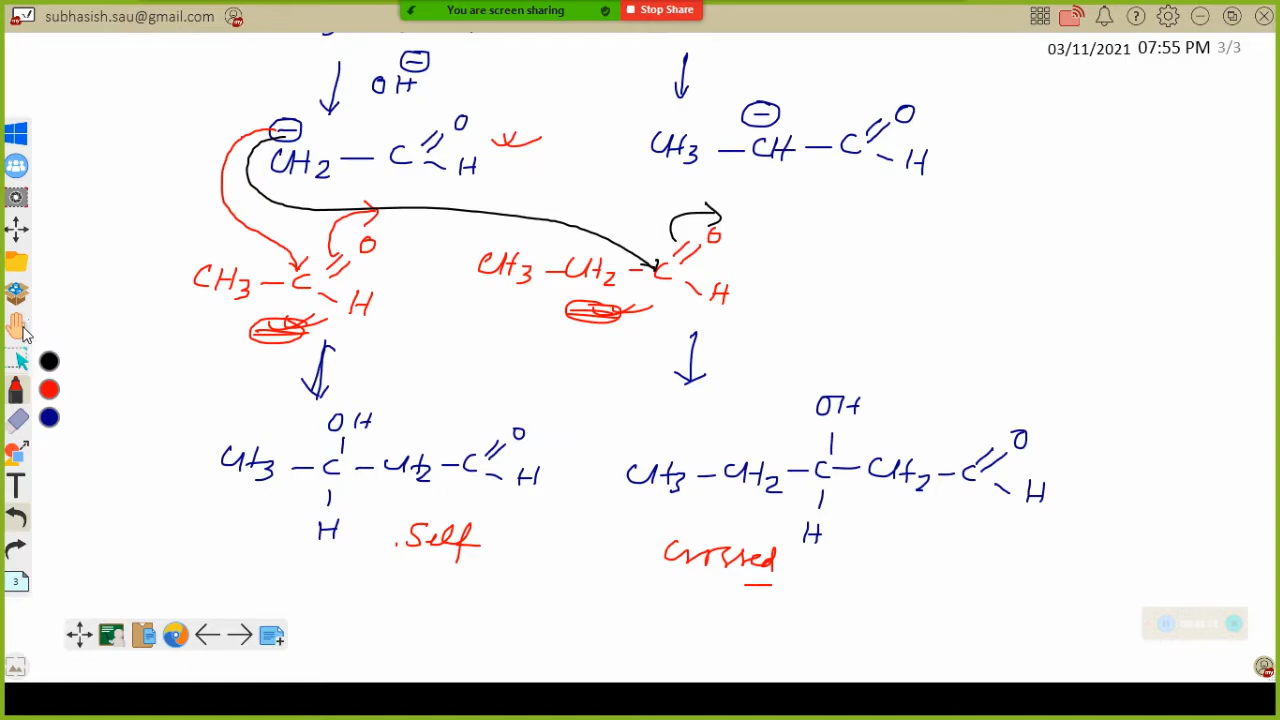 subhasish.sau@gmail.com
You are screen sharing
Stop Share
03/11/2021 07:55 PM 3/3
OH⊖
⊖
CH2 — C
O
H
⊖
CH3 — CH — C
O
H
CH3 — C
O
H
CH3 — CH2 — C
O
H
OH
CH3 — C — CH2 — C
O
H
H
.Self
OH
CH3 — CH2 — C — CH2 — C
O
H
H
Crossed
T
3